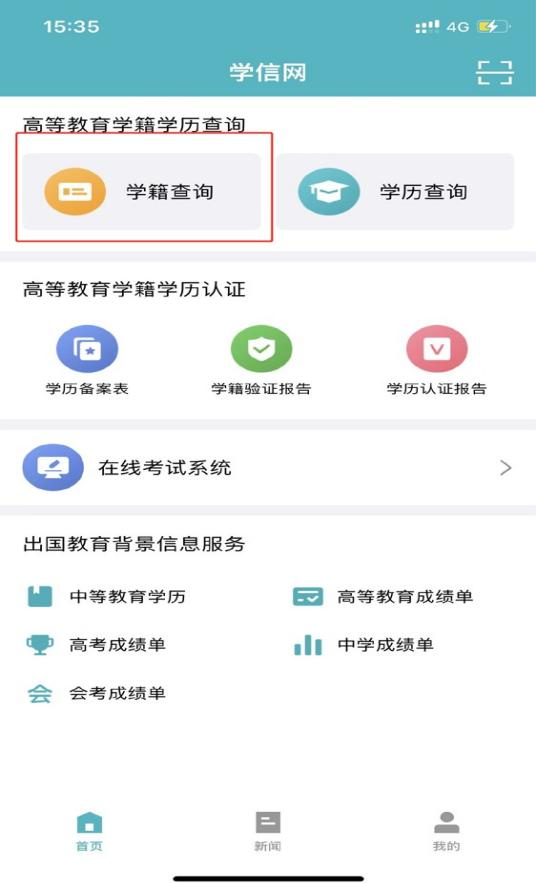 15:35
4G
学信网
高等教育学籍学历查询
学籍查询
学历查询
高等教育学籍学历认证
学历备案表
学籍验证报告
学历认证报告
在线考试系统
出国教育背景信息服务
中等教育学历
高等教育成绩单
高考成绩单
中学成绩单
会
会考成绩单
首页
新闻
我的